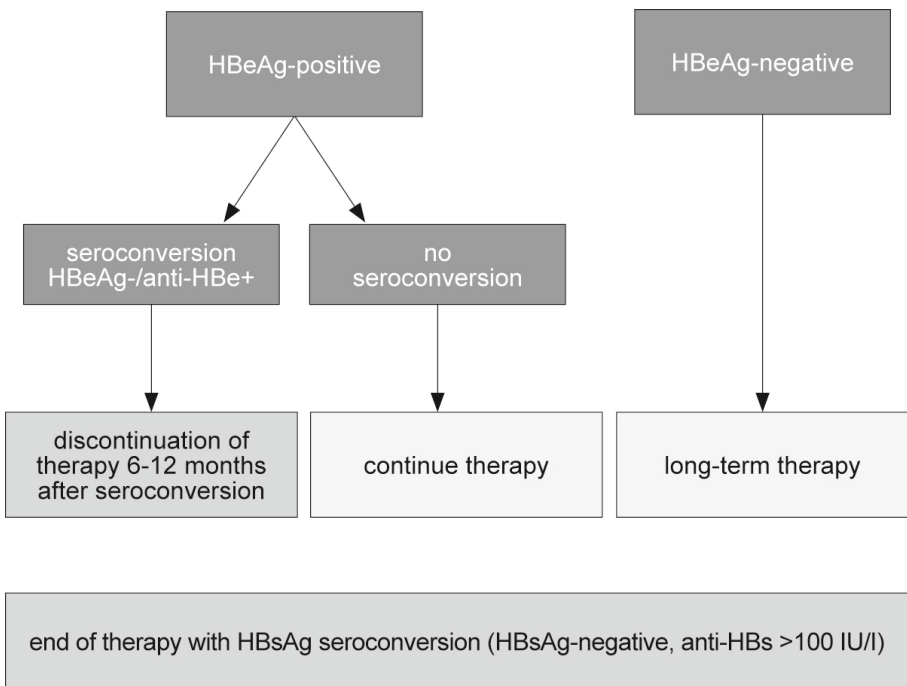 HBeAg-positive
HBeAg-negative
seroconversion
HBeAg-/anti-HBe+
no
seroconversion
discontinuation of
therapy 6-12 months
after seroconversion
continue therapy
long-term therapy
end of therapy with HBsAg seroconversion (HBsAg-negative, anti-HBs >100 IU/l)